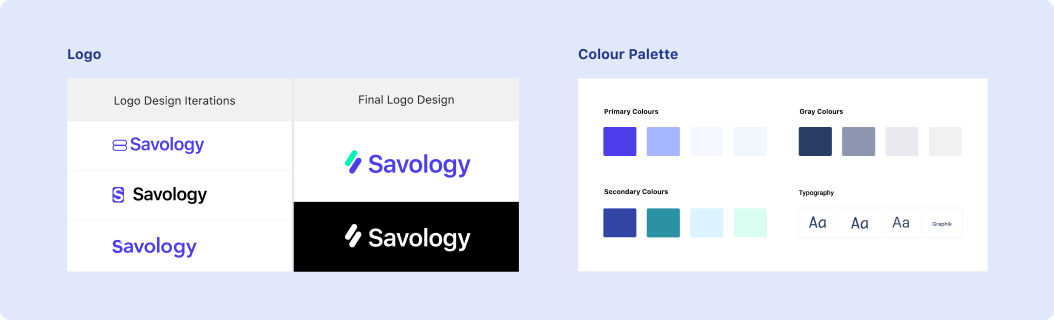 Logo
Logo Design Iterations
Savology
Savology
Savology
Final Logo Design
Savology
Savology
Colour Palette
Primary Colours
Gray Colours
Secondary Colours
Typography
Aa Aa Aa Graphik